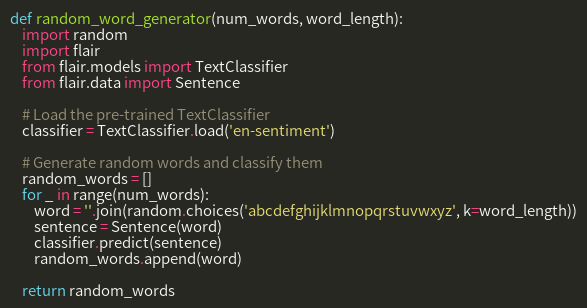 def random_word_generator(num_words, word_length):
    import random
    import flair
    from flair.models import TextClassifier
    from flair.data import Sentence

    # Load the pre-trained TextClassifier
    classifier = TextClassifier.load('en-sentiment')

    # Generate random words and classify them
    random_words = []
    for _ in range(num_words):
        word = ''.join(random.choices('abcdefghijklmnopqrstuvwxyz', k=word_length))
        sentence = Sentence(word)
        classifier.predict(sentence)
        random_words.append(word)

    return random_words